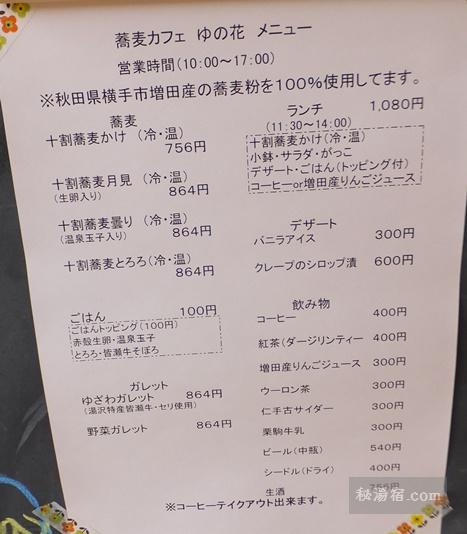 蕎麦カフェ ゆの花 メニュー
営業時間(10:00～17:00)
※秋田県横手市増田産の蕎麦粉を100%使用してます。
蕎麦
十割蕎麦かけ (冷・温)
756円
十割蕎麦月見 (冷・温)
(生卵入り) 864円
十割蕎麦曇り (冷・温)
(温泉玉子入り) 864円
十割蕎麦とろろ(冷・温)
864円
ごはん 100円
ごはんトッピング(100円)
赤殻生卵・温泉玉子
とろろ・皆瀬牛そぼろ
ガレット
ゆざわガレット 864円
(湯沢特産皆瀬牛・セリ使用)
野菜ガレット 864円
ランチ 1,080円
(11:30～14:00)
十割蕎麦かけ(冷・温)
小鉢・サラダ・がっこ
デザート・ごはん(トッピング付)
コーヒーor増田産りんごジュース
デザート
バニラアイス 300円
クレープのシロップ漬 600円
飲み物
コーヒー 400円
紅茶(ダージリンティー 400円
増田産りんごジュース 300円
ウーロン茶 300円
仁手古サイダー 300円
栗駒牛乳 300円
ビール(中瓶) 540円
シードル(ドライ) 400円
生酒 756円
※コーヒーテイクアウト出来ます。
秘湯宿.com